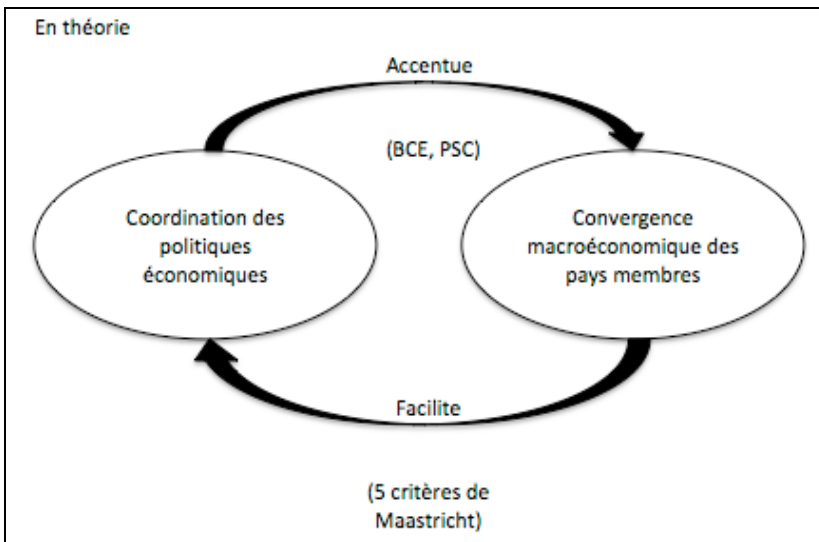 En théorie
Accentue
(BCE, PSC)
Coordination des
politiques
économiques
Convergence
macroéconomique des
pays membres
Facilite
(5 critères de
Maastricht)